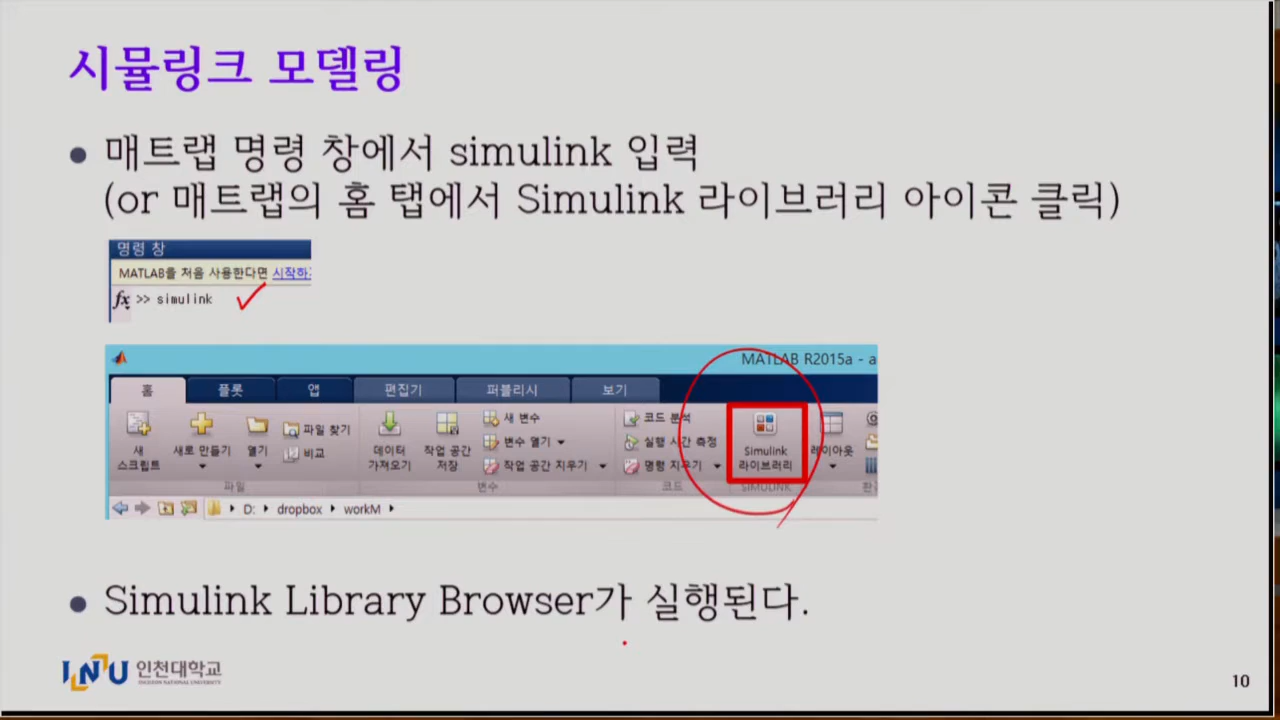 시뮬링크 모델링
매트랩 명령 창에서 simulink 입력
(or 매트랩의 홈 탭에서 Simulink 라이브러리 아이콘 클릭)
명령 창
MATLAB을 처음 사용한다면 시작하
fx >> simulink
MATLAB R2015a - a
홈 플롯 앱 편집기 퍼블리시 보기
새 스크립트
새로 만들기
열기
파일 찾기
비교
파일
데이터 가져오기
작업 공간 저장
새 변수
변수 열기
작업 공간 지우기
변수
코드 분석
실행 시간 측정
명령 지우기
코드
Simulink
라이브러리
SIMULINK
레이아웃
D: dropbox workM
Simulink Library Browser가 실행된다.
INU 인천대학교
INCHEON NATIONAL UNIVERSITY
10